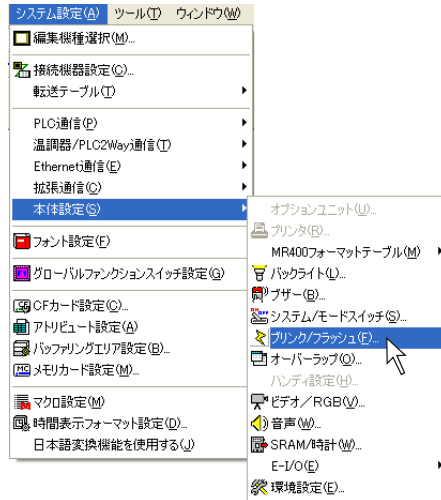 システム設定(A) ツール(T) ウィンドウ(W)
編集機種選択(M)...
接続機器設定(C)...
転送テーブル(T)
PLC通信(P)
温調器/PLC2Way通信(T)
Ethernet通信(E)
拡張通信(C)
本体設定(S)
フォント設定(F)
グローバルファンクションスイッチ設定(G)
CFカード設定(C)...
アトリビュート設定(A)
バッファリングエリア設定(B)...
メモリカード設定(M)...
マクロ設定(M)
時間表示フォーマット設定(D)...
日本語変換機能を使用する(J)
オプションユニット(U)...
プリンタ(R)...
MR400フォーマットテーブル(M)
バックライト(L)...
ブザー(B)...
システム/モードスイッチ(S)...
ブリンク/フラッシュ(F)...
オーバーラップ(O)...
ハンディ設定(H)...
ビデオ/RGB(V)...
音声(W)...
SRAM/時計(W)...
E-I/O(E)
環境設定(E)...